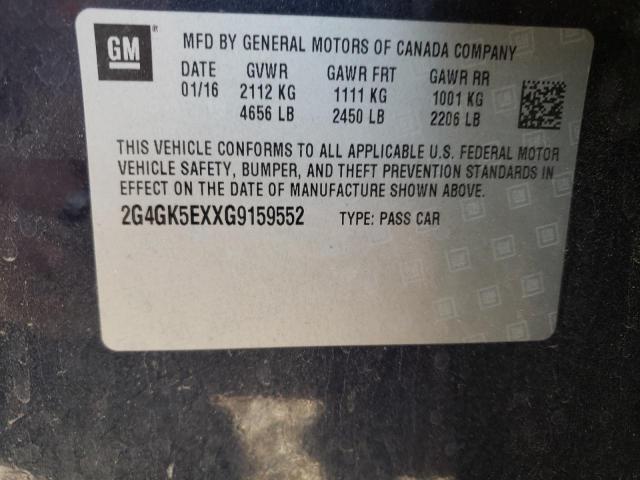 GM
MFD BY GENERAL MOTORS OF CANADA COMPANY
DATE GVWR GAWR FRT GAWR RR
01/16 2112 KG 1111 KG 1001 KG
4656 LB 2450 LB 2206 LB
THIS VEHICLE CONFORMS TO ALL APPLICABLE U.S. FEDERAL MOTOR
VEHICLE SAFETY, BUMPER, AND THEFT PREVENTION STANDARDS IN
EFFECT ON THE DATE OF MANUFACTURE SHOWN ABOVE.
2G4GK5EXXG9159552 TYPE: PASS CAR